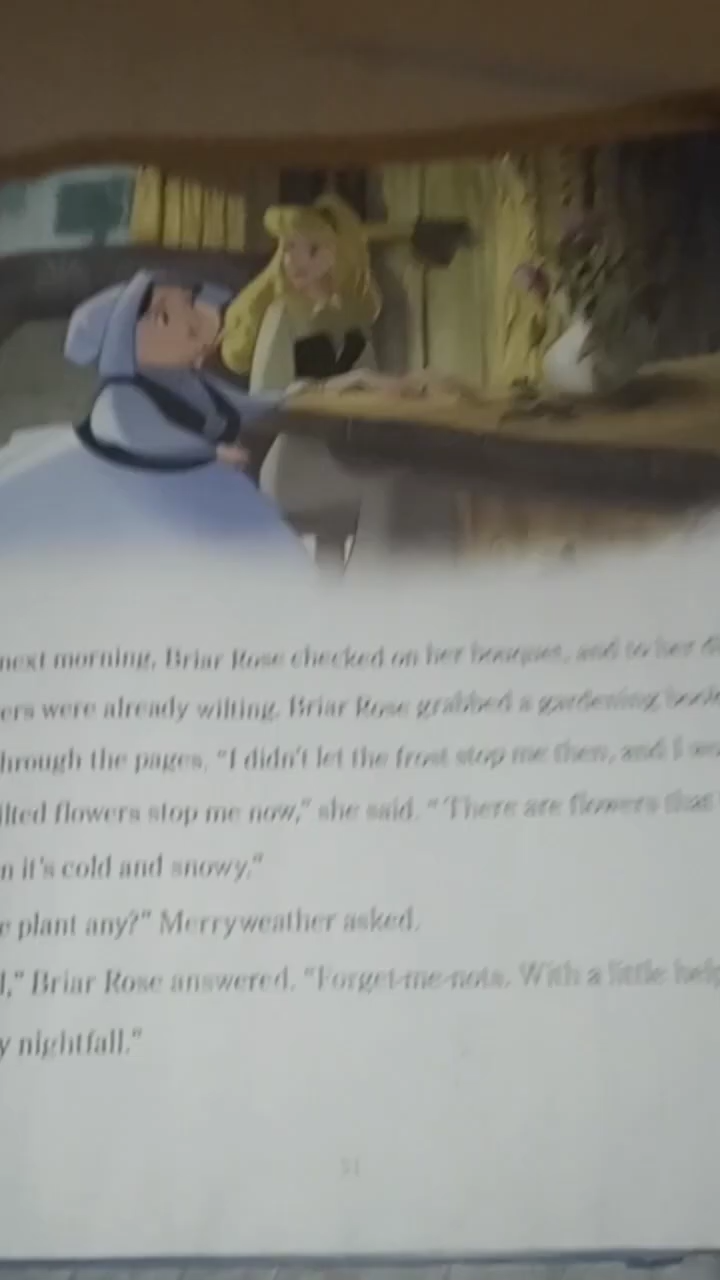 next morning, Briar Rose checked on her bouquet, and to her
ers were already wilting. Briar Rose grabbed a gardening book
hrough the pages. "I didn't let the frost stop me then, and I
ilted flowers stop me now," she said. "There are flowers that
n it's cold and snowy."
e plant any?" Merryweather asked.
l," Briar Rose answered. "Forget-me-nots. With a little help
y nightfall."